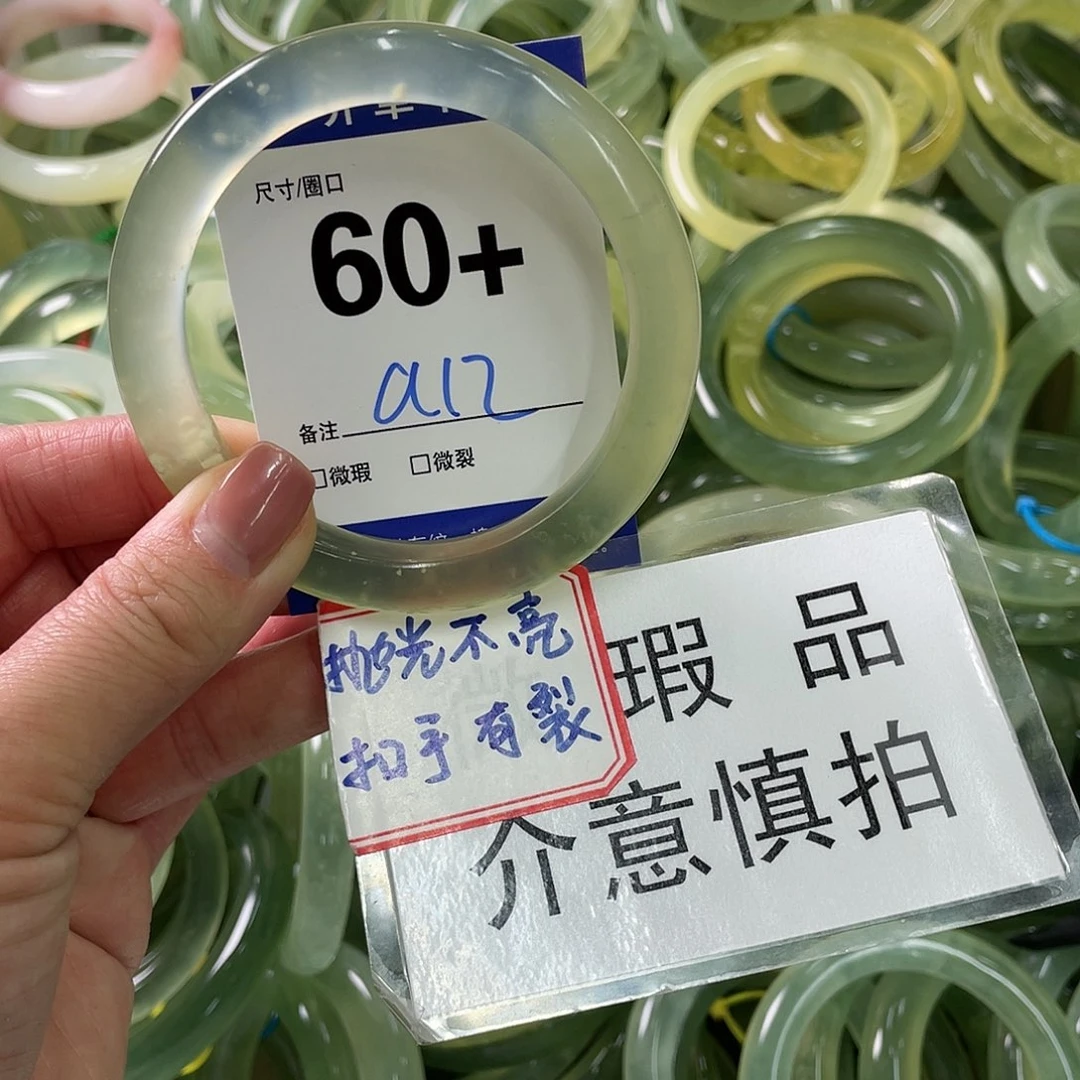 尺寸/圈口
60+
a12
备注
□微瑕 □微裂
抛光不亮
扣手有裂
瑕 品
介意慎拍